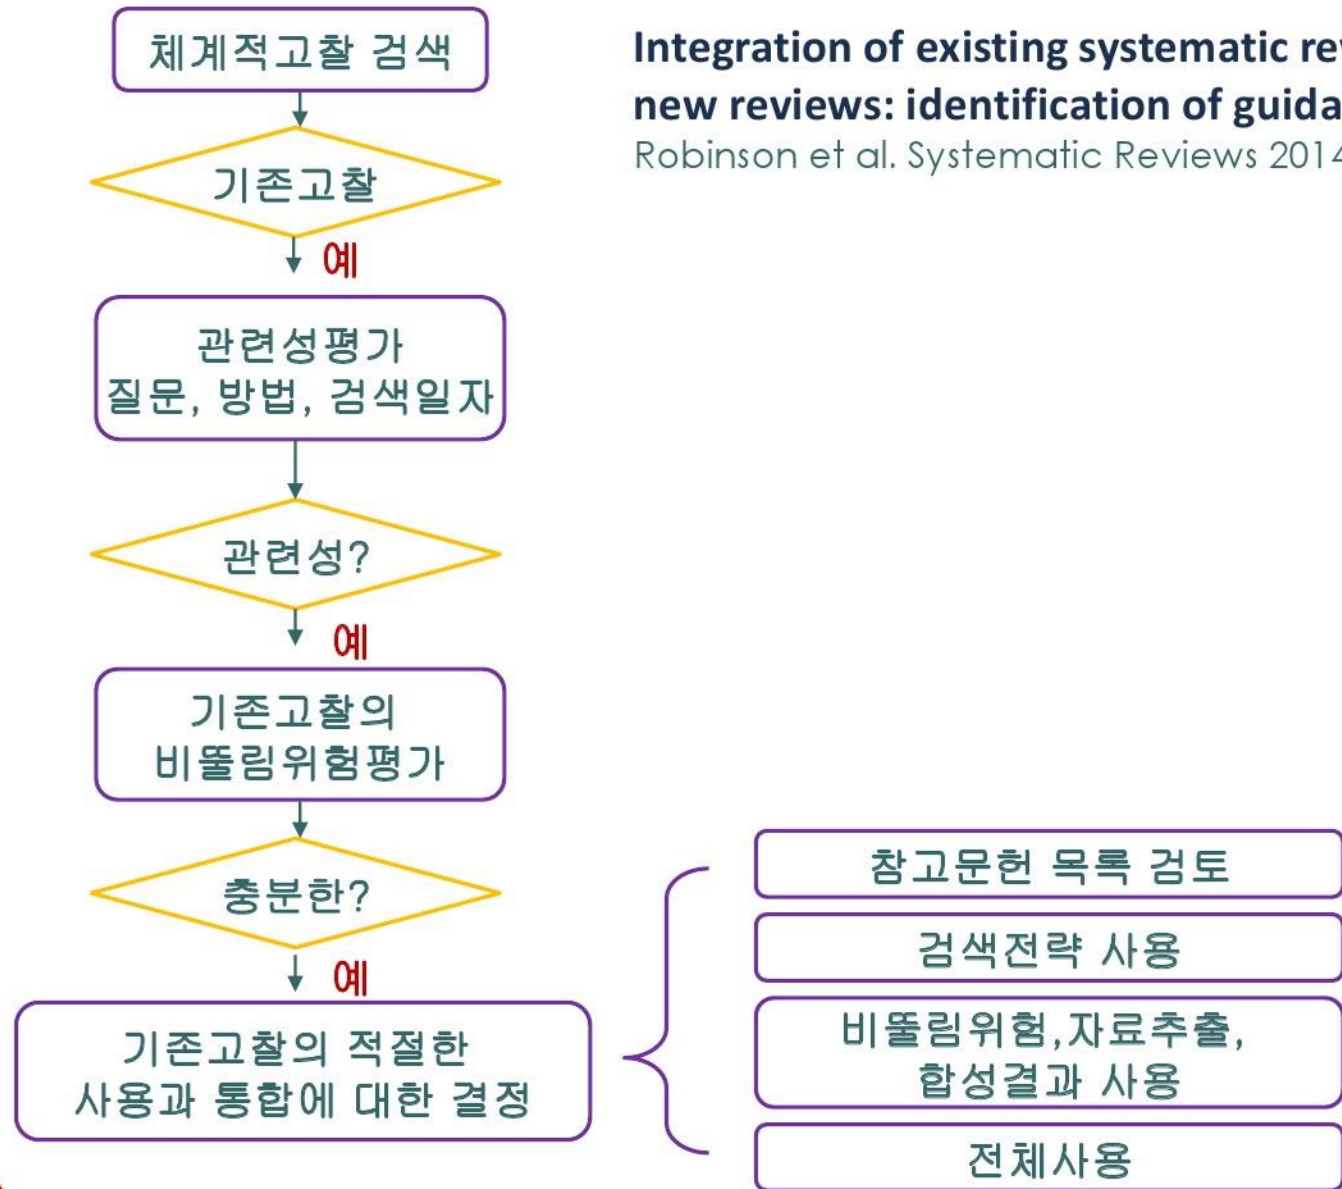 체계적고찰 검색
Integration of existing systematic re
new reviews: identification of guida
Robinson et al. Systematic Reviews 2014
기존고찰
예
관련성평가
질문, 방법, 검색일자
관련성?
예
기존고찰의
비뚤림위험평가
충분한?
예
기존고찰의 적절한
사용과 통합에 대한 결정
참고문헌 목록 검토
검색전략 사용
비뚤림위험,자료추출,
합성결과 사용
전체사용